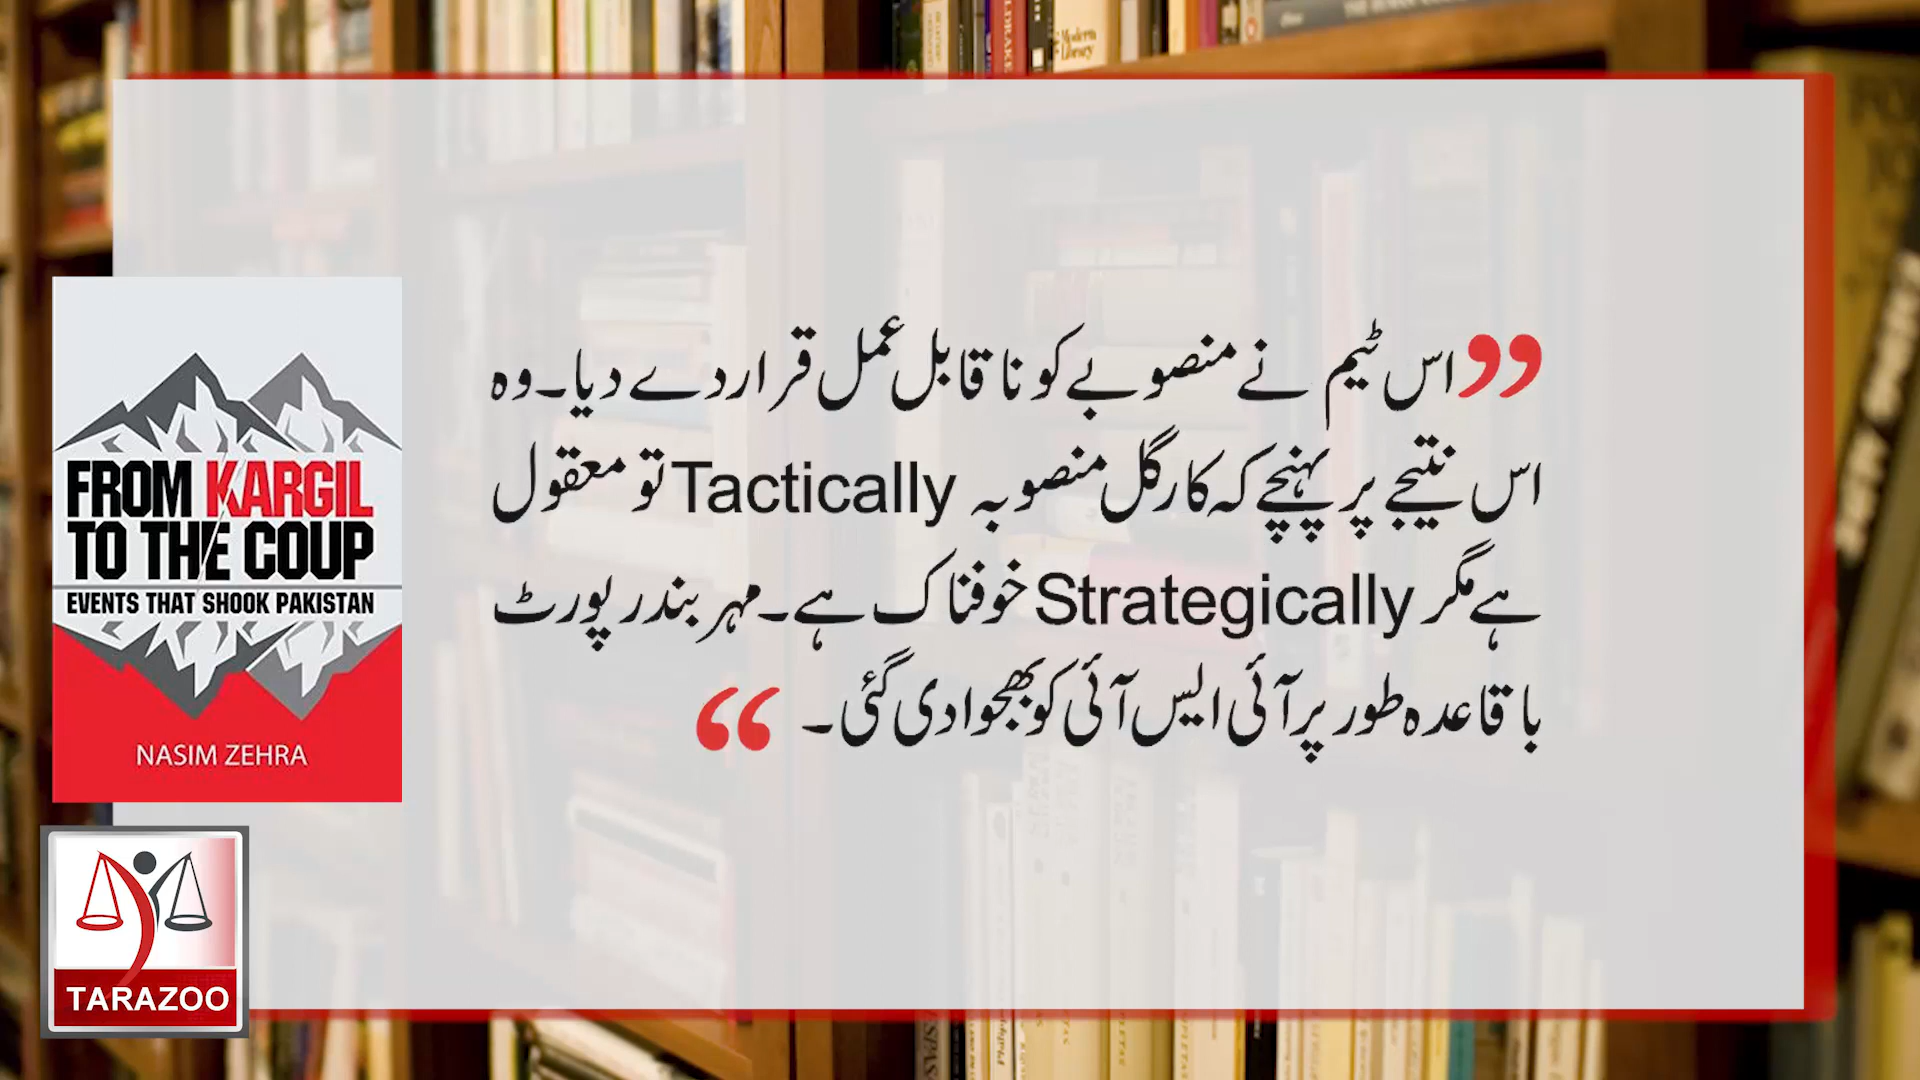 اس ٹیم نے منصوبے کو ناقابل عمل قرار دے دیا۔ وہ
اس نتیجے پر پہنچے کہ کارگل منصوبہ Tactically تو معقول
ہے مگر Strategically خوفناک ہے۔ مہر بند رپورٹ
باقاعدہ طور پر آئی ایس آئی کو بھجوا دی گئی۔
FROM KARGIL
TO THE COUP
EVENTS THAT SHOOK PAKISTAN
NASIM ZEHRA
TARAZOO